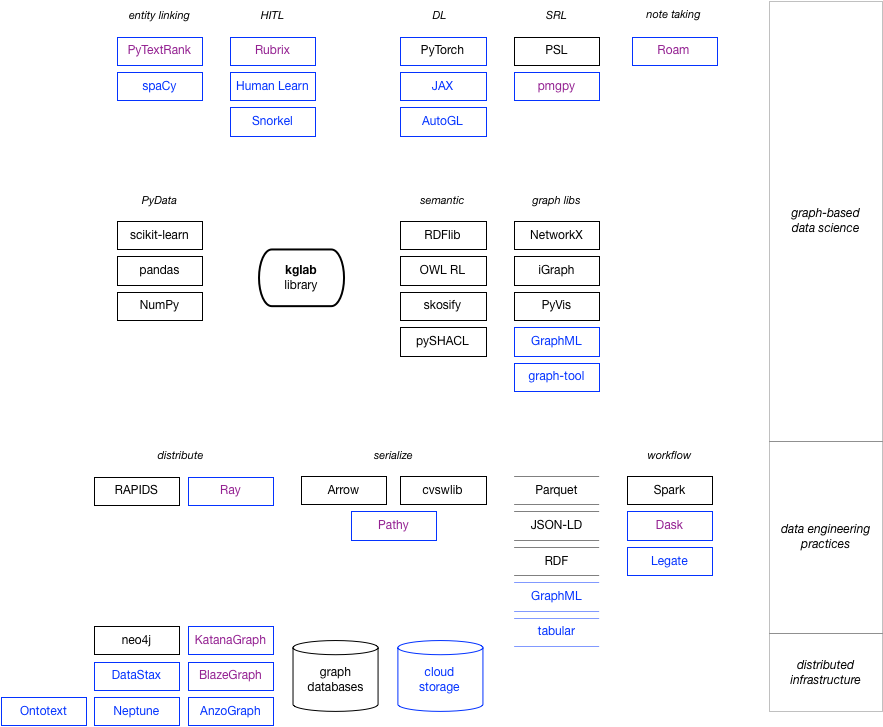 entity linking
HITL
DL
SRL
note taking
PyTextRank
Rubrix
PyTorch
PSL
Roam
spaCy
Human Learn
JAX
pmgpy
Snorkel
AutoGL
graph-based
data science
PyData
semantic
graph libs
scikit-learn
RDFlib
NetworkX
pandas
kglab
library
OWL RL
iGraph
NumPy
skosify
PyVis
pySHACL
GraphML
graph-tool
distribute
serialize
workflow
RAPIDS
Ray
Arrow
cvswlib
Parquet
Spark
Pathy
JSON-LD
Dask
data engineering
practices
RDF
Legate
GraphML
tabular
neo4j
KatanaGraph
DataStax
BlazeGraph
graph
databases
cloud
storage
distributed
infrastructure
Ontotext
Neptune
AnzoGraph